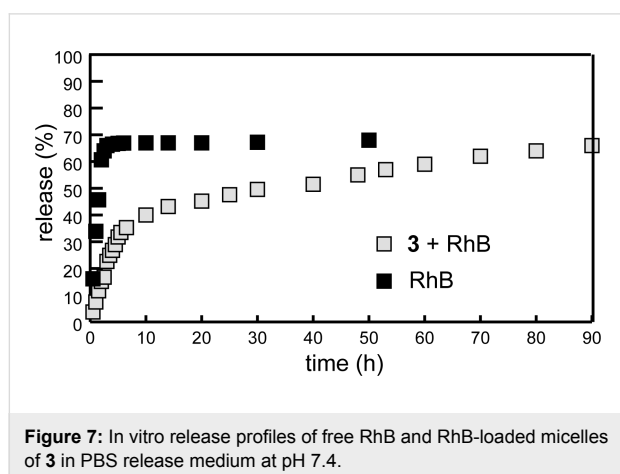 100
90
80
70
60
50
40
30
20
10
0
release (%)
3 + RhB
RhB
0 10 20 30 40 50 60 70 80 90
time (h)
Figure 7: In vitro release profiles of free RhB and RhB-loaded micelles
of 3 in PBS release medium at pH 7.4.